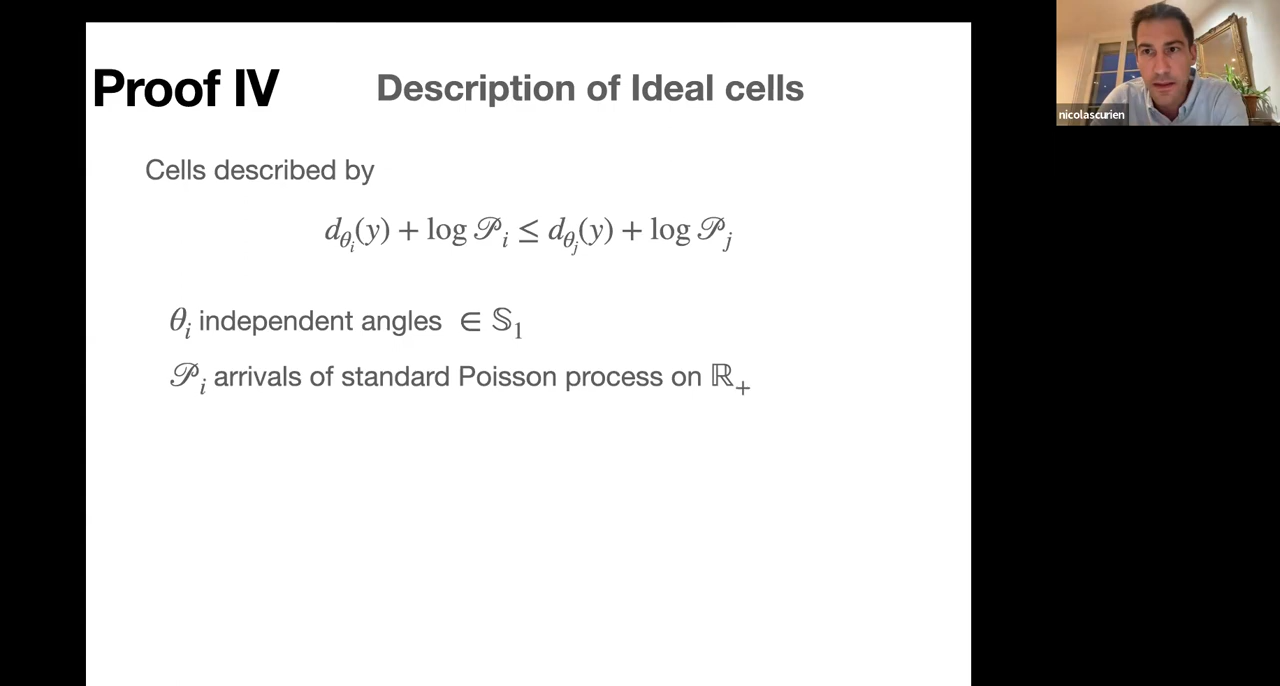 Proof IV
Description of Ideal cells
nicolascurien
Cells described by
d_{θ_i}(y) + log 𝒫_i ≤ d_{θ_j}(y) + log 𝒫_j
θ_i independent angles ∈ 𝕊_1
𝒫_i arrivals of standard Poisson process on ℝ_+